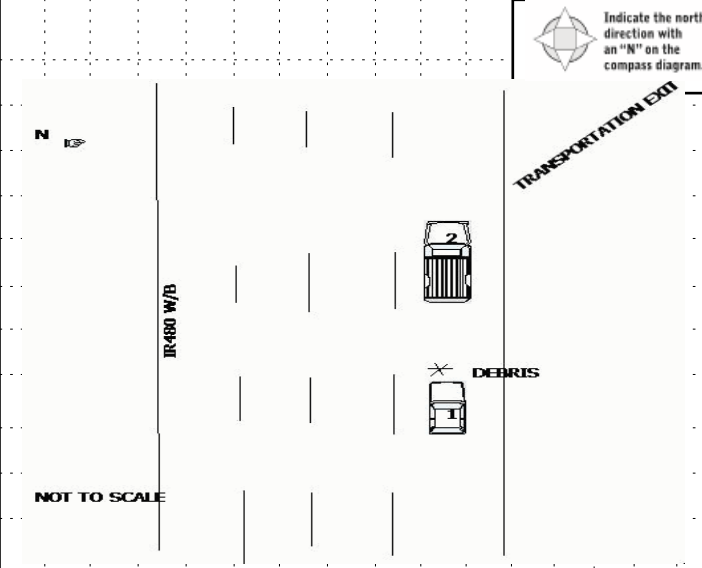 Indicate the north
direction with
an "N" on the
compass diagram.
TRANSPORTATION EXIT
N
2
IR480 W/B
DEBRIS
1
NOT TO SCALE